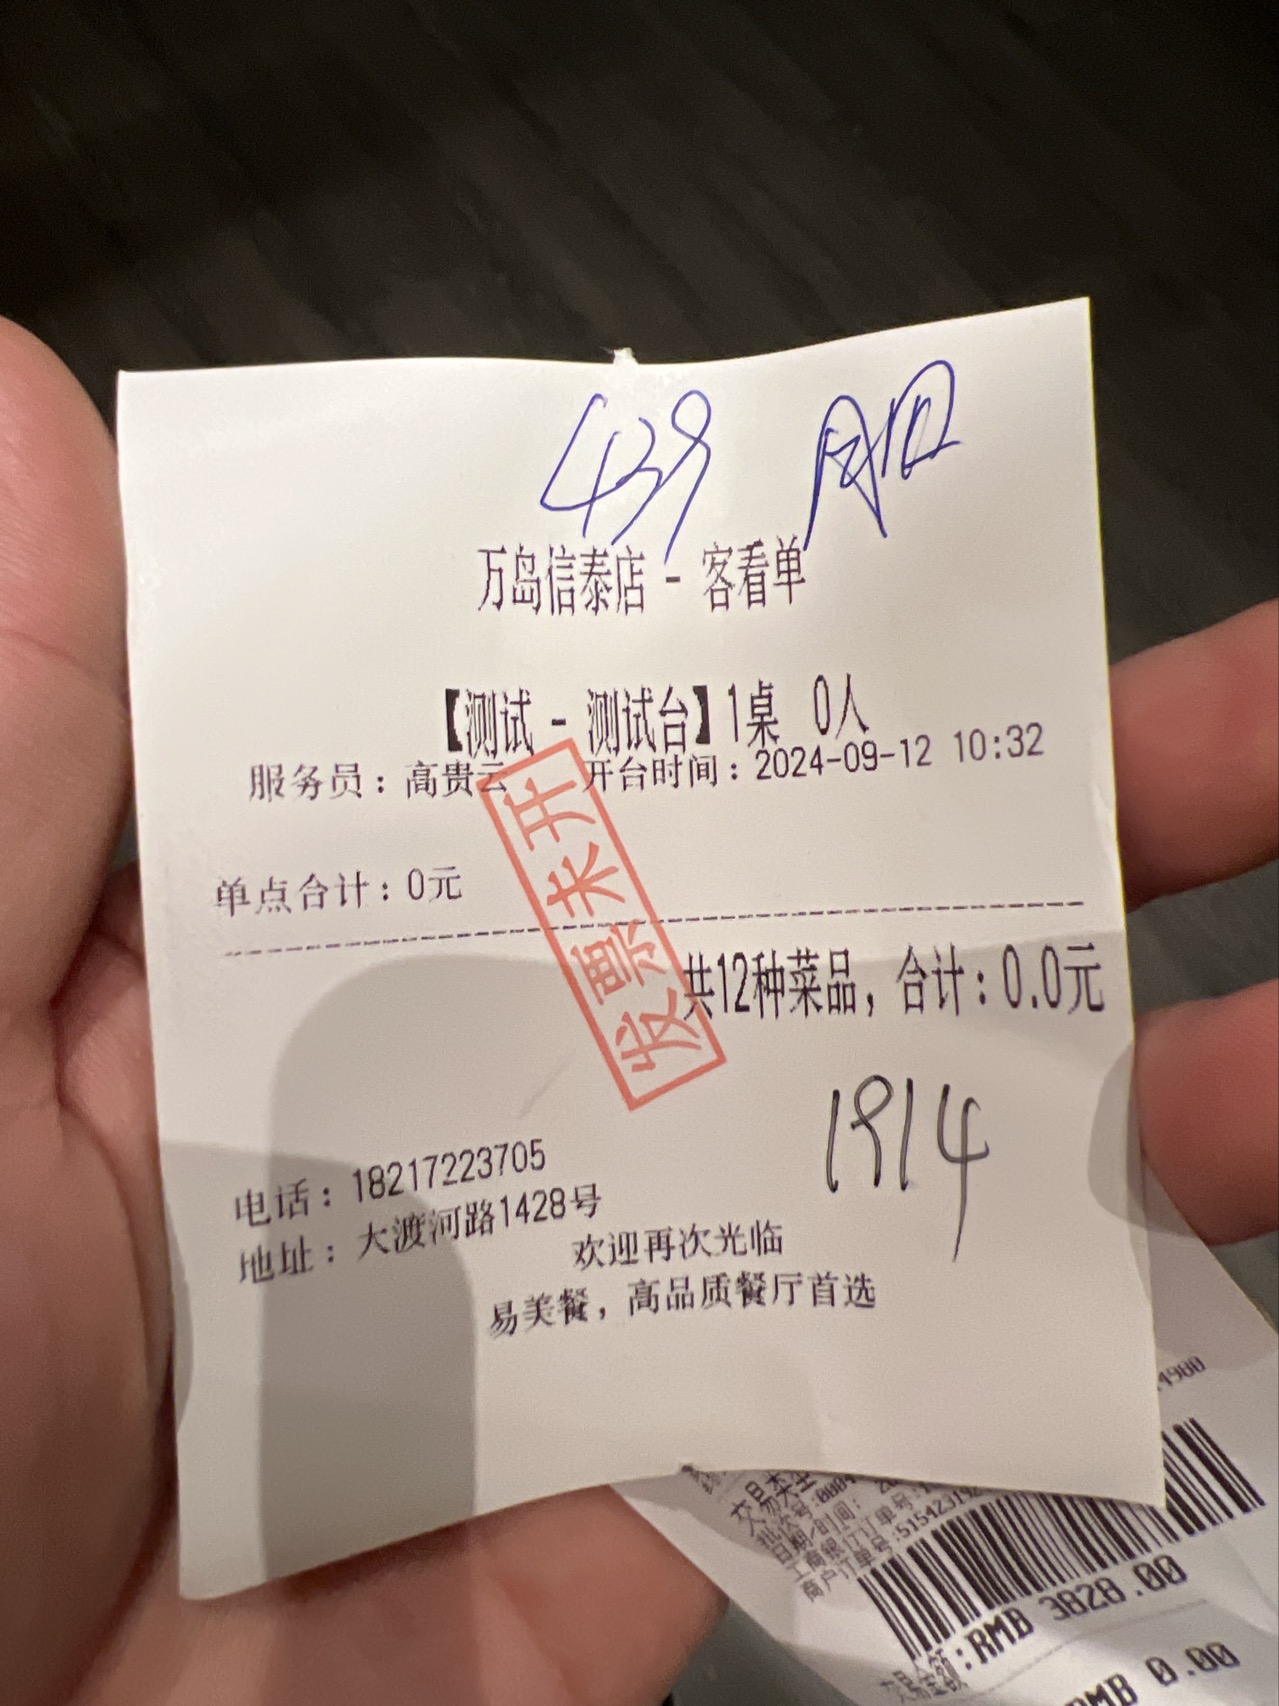 439
万岛信泰店 - 客看单
【测试 - 测试台】1桌 0人
服务员：高贵云 开台时间：2024-09-12 10:32
单点合计：0元
发票未开
共12种菜品，合计：0.0元
1914
电话：18217223705
地址：大渡河路1428号
欢迎再次光临
易美餐，高品质餐厅首选
4980
RMB 3828.00
RMB 0.00